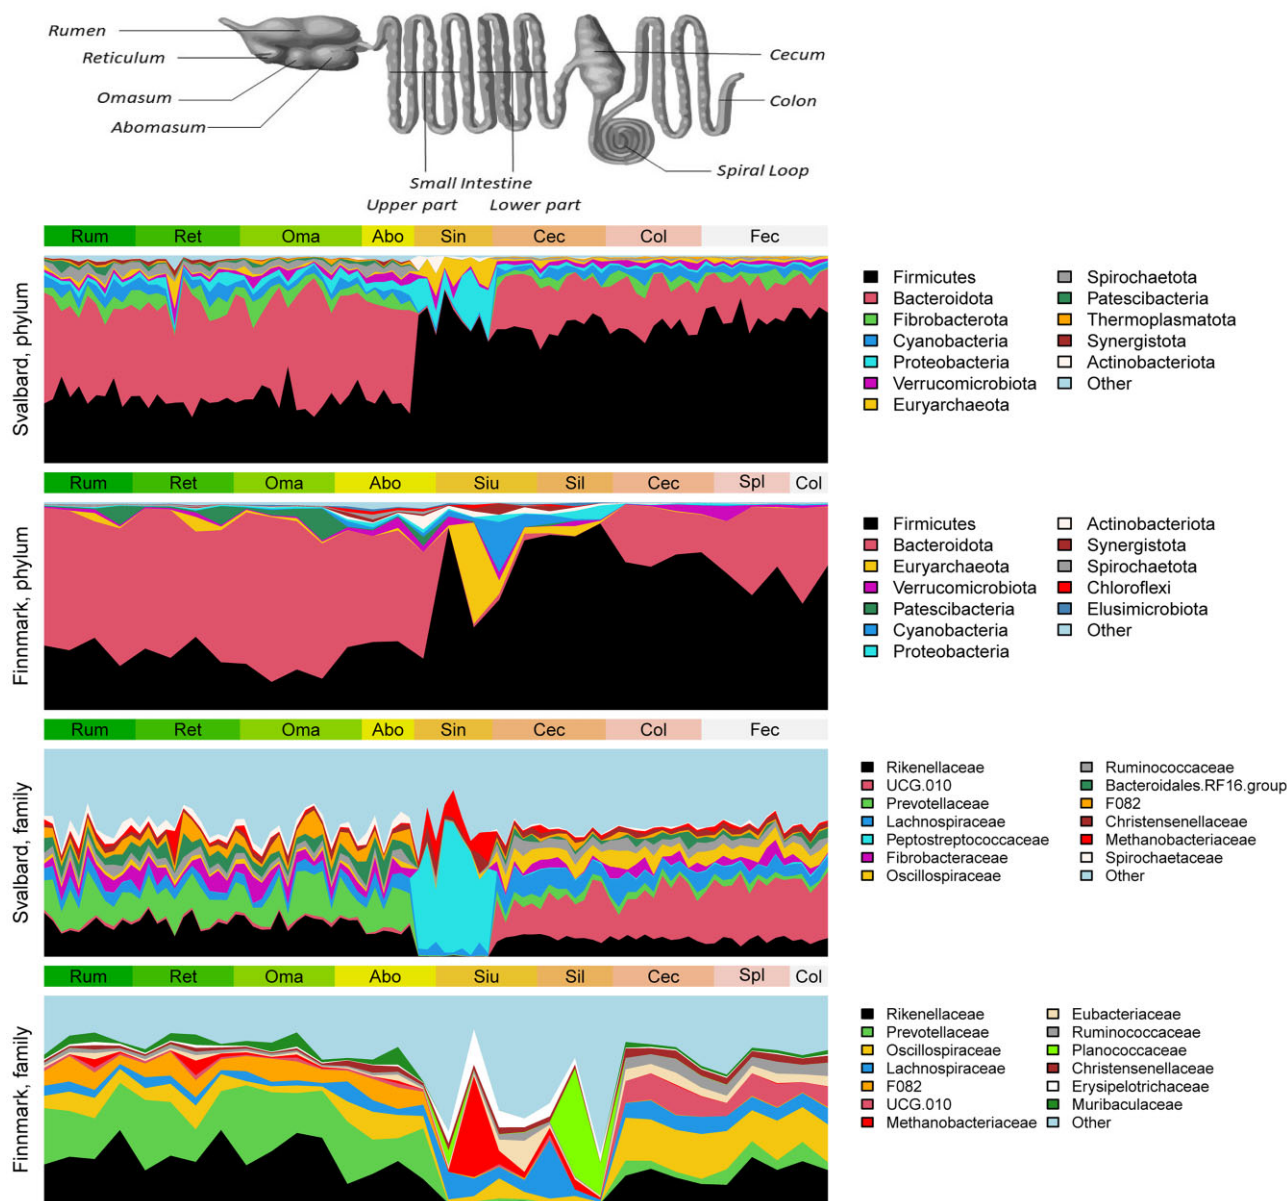 Rumen
Reticulum
Omasum
Abomasum
Cecum
Colon
Spiral Loop
Small Intestine
Upper part Lower part
Rum Ret Oma Abo Sin Cec Col Fec
Svalbard, phylum
Firmicutes Spirochaetota
Bacteroidota Patescibacteria
Fibrobacterota Thermoplasmatota
Cyanobacteria Synergistota
Proteobacteria Actinobacteriota
Verrucomicrobiota Other
Euryarchaeota
Rum Ret Oma Abo Siu Sil Cec Spl Col
Finnmark, phylum
Firmicutes Actinobacteriota
Bacteroidota Synergistota
Euryarchaeota Spirochaetota
Verrucomicrobiota Chloroflexi
Patescibacteria Elusimicrobiota
Cyanobacteria Other
Proteobacteria
Rum Ret Oma Abo Sin Cec Col Fec
Svalbard, family
Rikenellaceae Ruminococcaceae
UCG.010 Bacteroidales.RF16.group
Prevotellaceae F082
Lachnospiraceae Christensenellaceae
Peptostreptococcaceae Methanobacteriaceae
Fibrobacteraceae Spirochaetaceae
Oscillospiraceae Other
Rum Ret Oma Abo Siu Sil Cec Spl Col
Finnmark, family
Rikenellaceae Eubacteriaceae
Prevotellaceae Ruminococcaceae
Oscillospiraceae Planococcaceae
Lachnospiraceae Christensenellaceae
F082 Erysipelotrichaceae
UCG.010 Muribaculaceae
Methanobacteriaceae Other